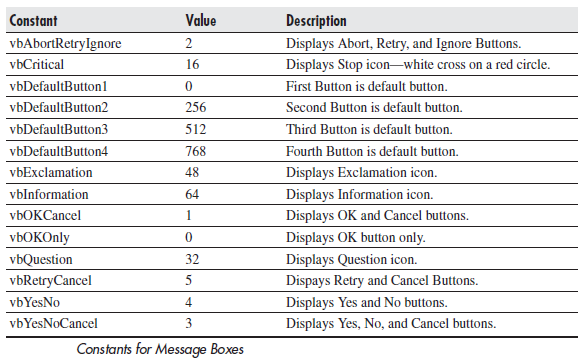 Constant Value Description
vbAbortRetryIgnore 2 Displays Abort, Retry, and Ignore Buttons.
vbCritical 16 Displays Stop icon—white cross on a red circle.
vbDefaultButton1 0 First Button is default button.
vbDefaultButton2 256 Second Button is default button.
vbDefaultButton3 512 Third Button is default button.
vbDefaultButton4 768 Fourth Button is default button.
vbExclamation 48 Displays Exclamation icon.
vbInformation 64 Displays Information icon.
vbOKCancel 1 Displays OK and Cancel buttons.
vbOKOnly 0 Displays OK button only.
vbQuestion 32 Displays Question icon.
vbRetryCancel 5 Dispays Retry and Cancel Buttons.
vbYesNo 4 Displays Yes and No buttons.
vbYesNoCancel 3 Displays Yes, No, and Cancel buttons.
Constants for Message Boxes